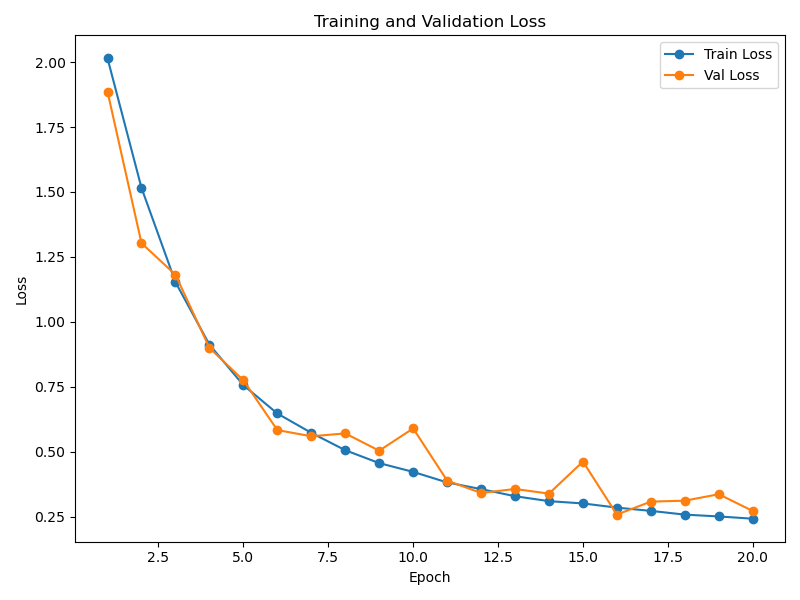 Training and Validation Loss
Train Loss
Val Loss
2.00
1.75
1.50
1.25
1.00
0.75
0.50
0.25
Loss
2.5 5.0 7.5 10.0 12.5 15.0 17.5 20.0
Epoch